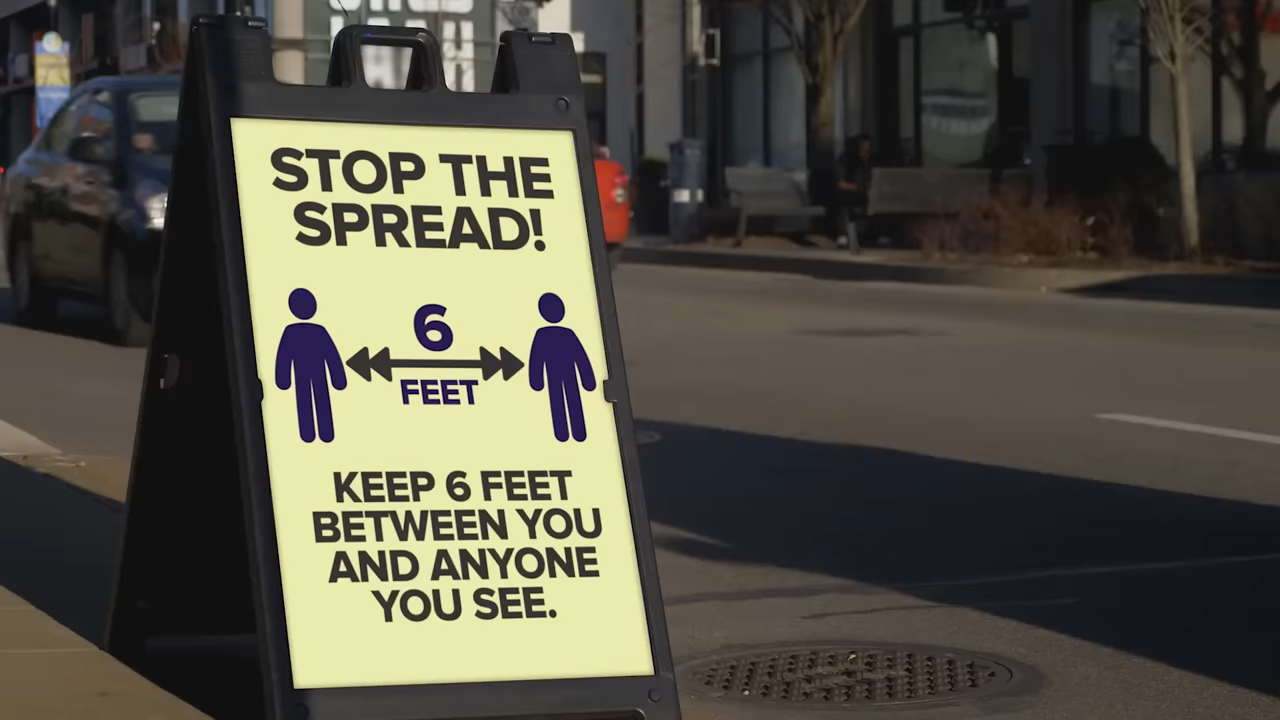 STOP THE
SPREAD!
6
FEET
KEEP 6 FEET
BETWEEN YOU
AND ANYONE
YOU SEE.